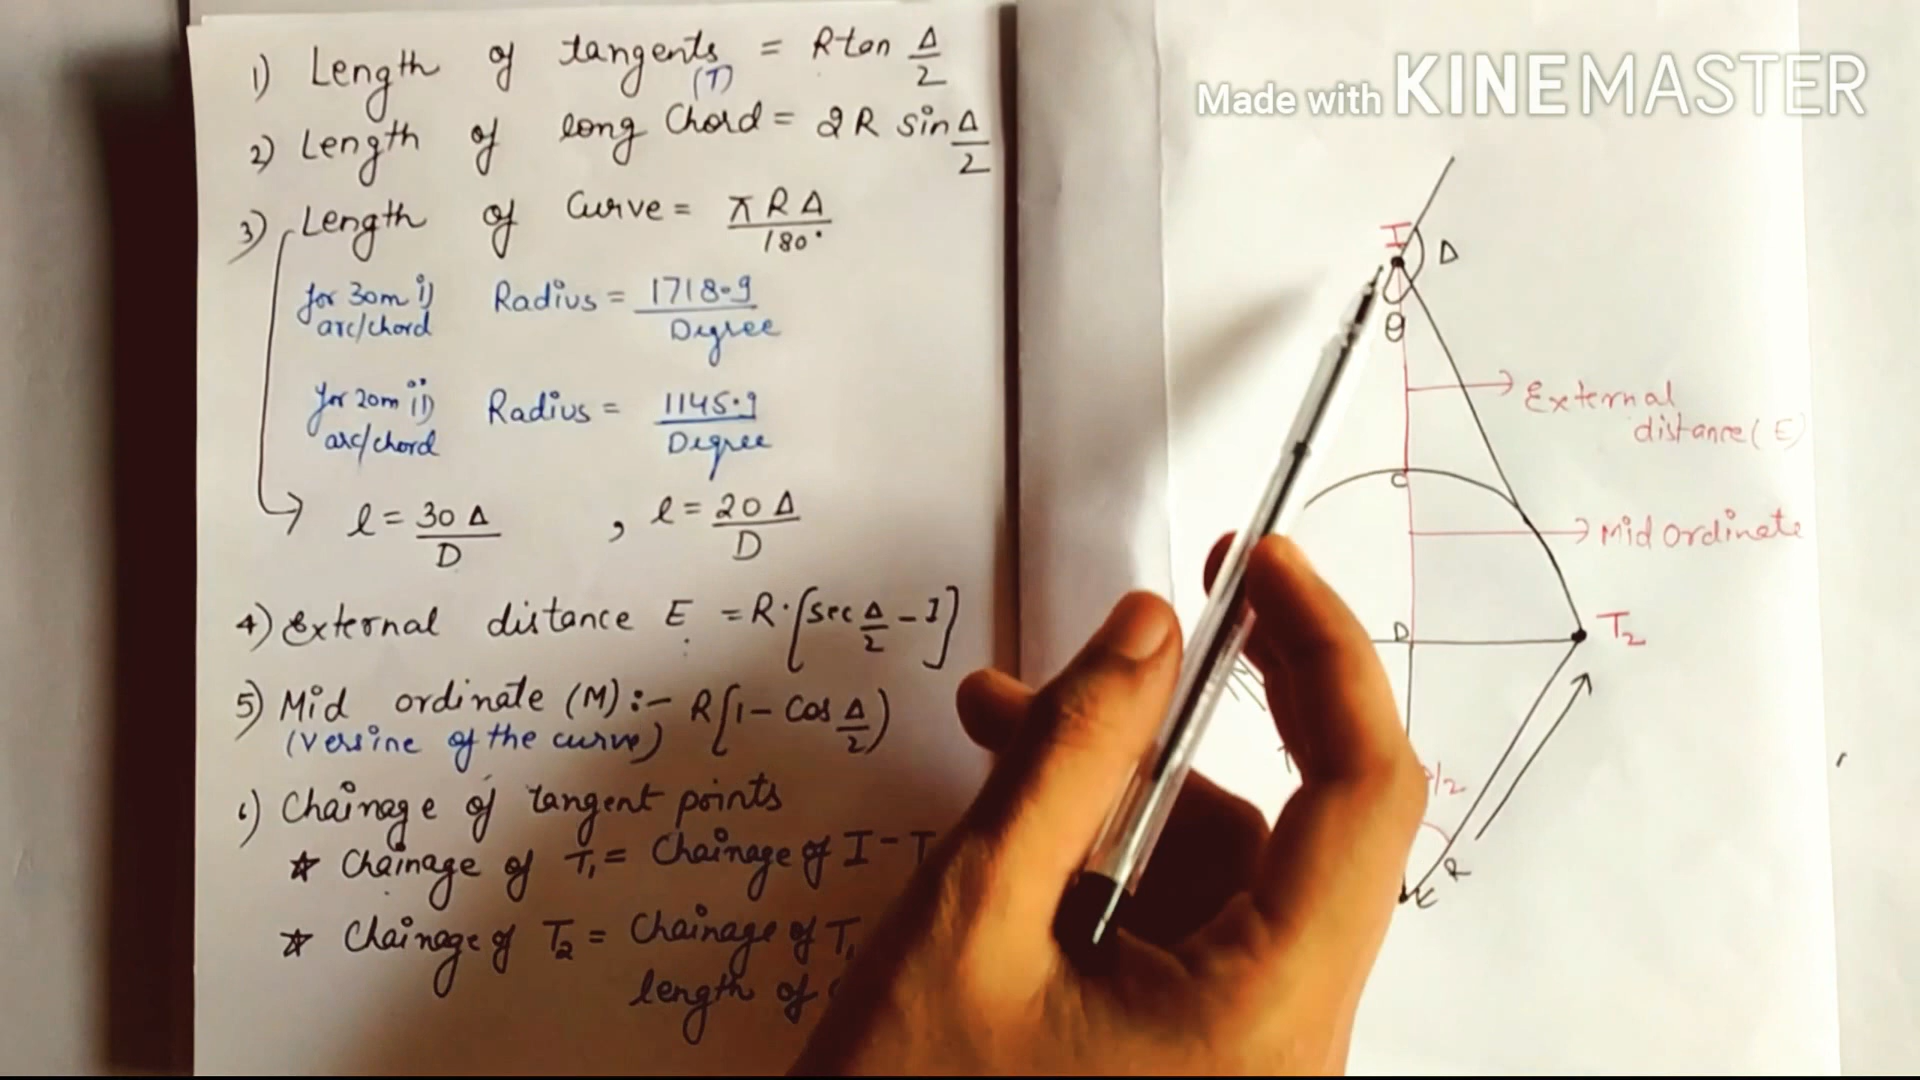 1) Length of tangents = R tan Δ/2
(T)
2) Length of long Chord = 2R sin Δ/2
3) Length of Curve = πRΔ/180°
for 30m i) Radius = 1718.9/Degree
arc/chord
for 20m ii) Radius = 1145.9/Degree
arc/chord
l = 30Δ/D , l = 20Δ/D
4) External distance E = R.[sec Δ/2 - 1]
5) Mid ordinate (M):- R[1 - Cos Δ/2)
(Versine of the curve)
6) Chainage of tangent points
☆ Chainage of T₁ = Chainage of I - T
☆ Chainage of T₂ = Chainage of T₁
length of
Made with KINEMASTER
I
Δ
θ
External
distance (E)
C
Mid ordinate
D
T₂
/2
R